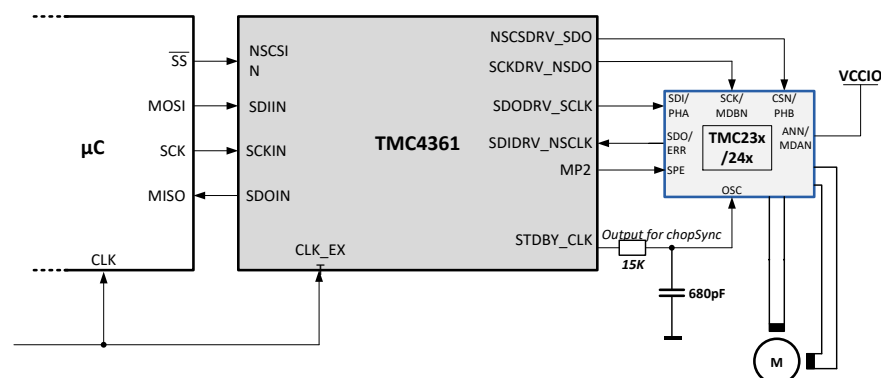 NSCSDRV_SDO
SCKDRV_NSDO
SS
NSCSI
N
VCCIO
MOSI
SDIIN
TMC4361
SDODRV_SCLK
SDI/
PHA
SCK/
MDBN
CSN/
PHB
ANN/
MDAN
µC
SCK
SCKIN
SDIDRV_NSCLK
SDO/
ERR
TMC23x
/24x
MP2
SPE
MISO
SDOIN
OSC
STDBY_CLK
Output for chopSync
15K
CLK
CLK_EXT
680pF
M